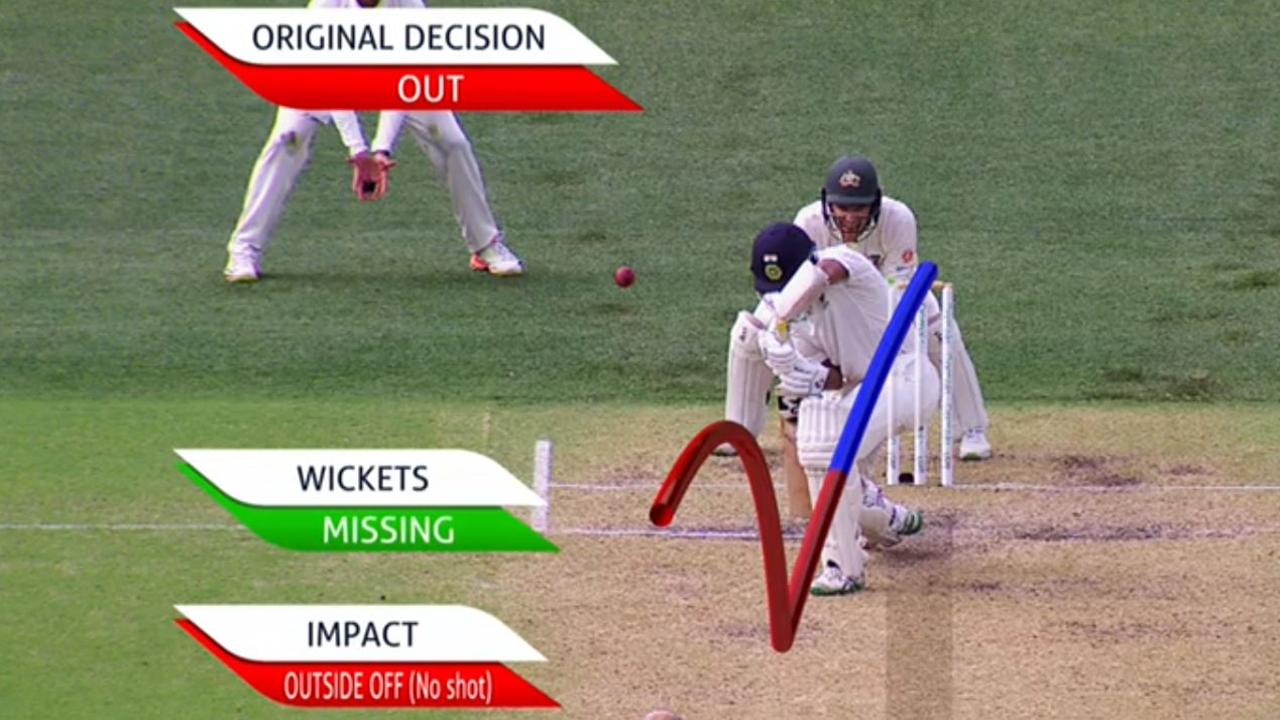 ORIGINAL DECISION
OUT
WICKETS
MISSING
IMPACT
OUTSIDE OFF (No shot)